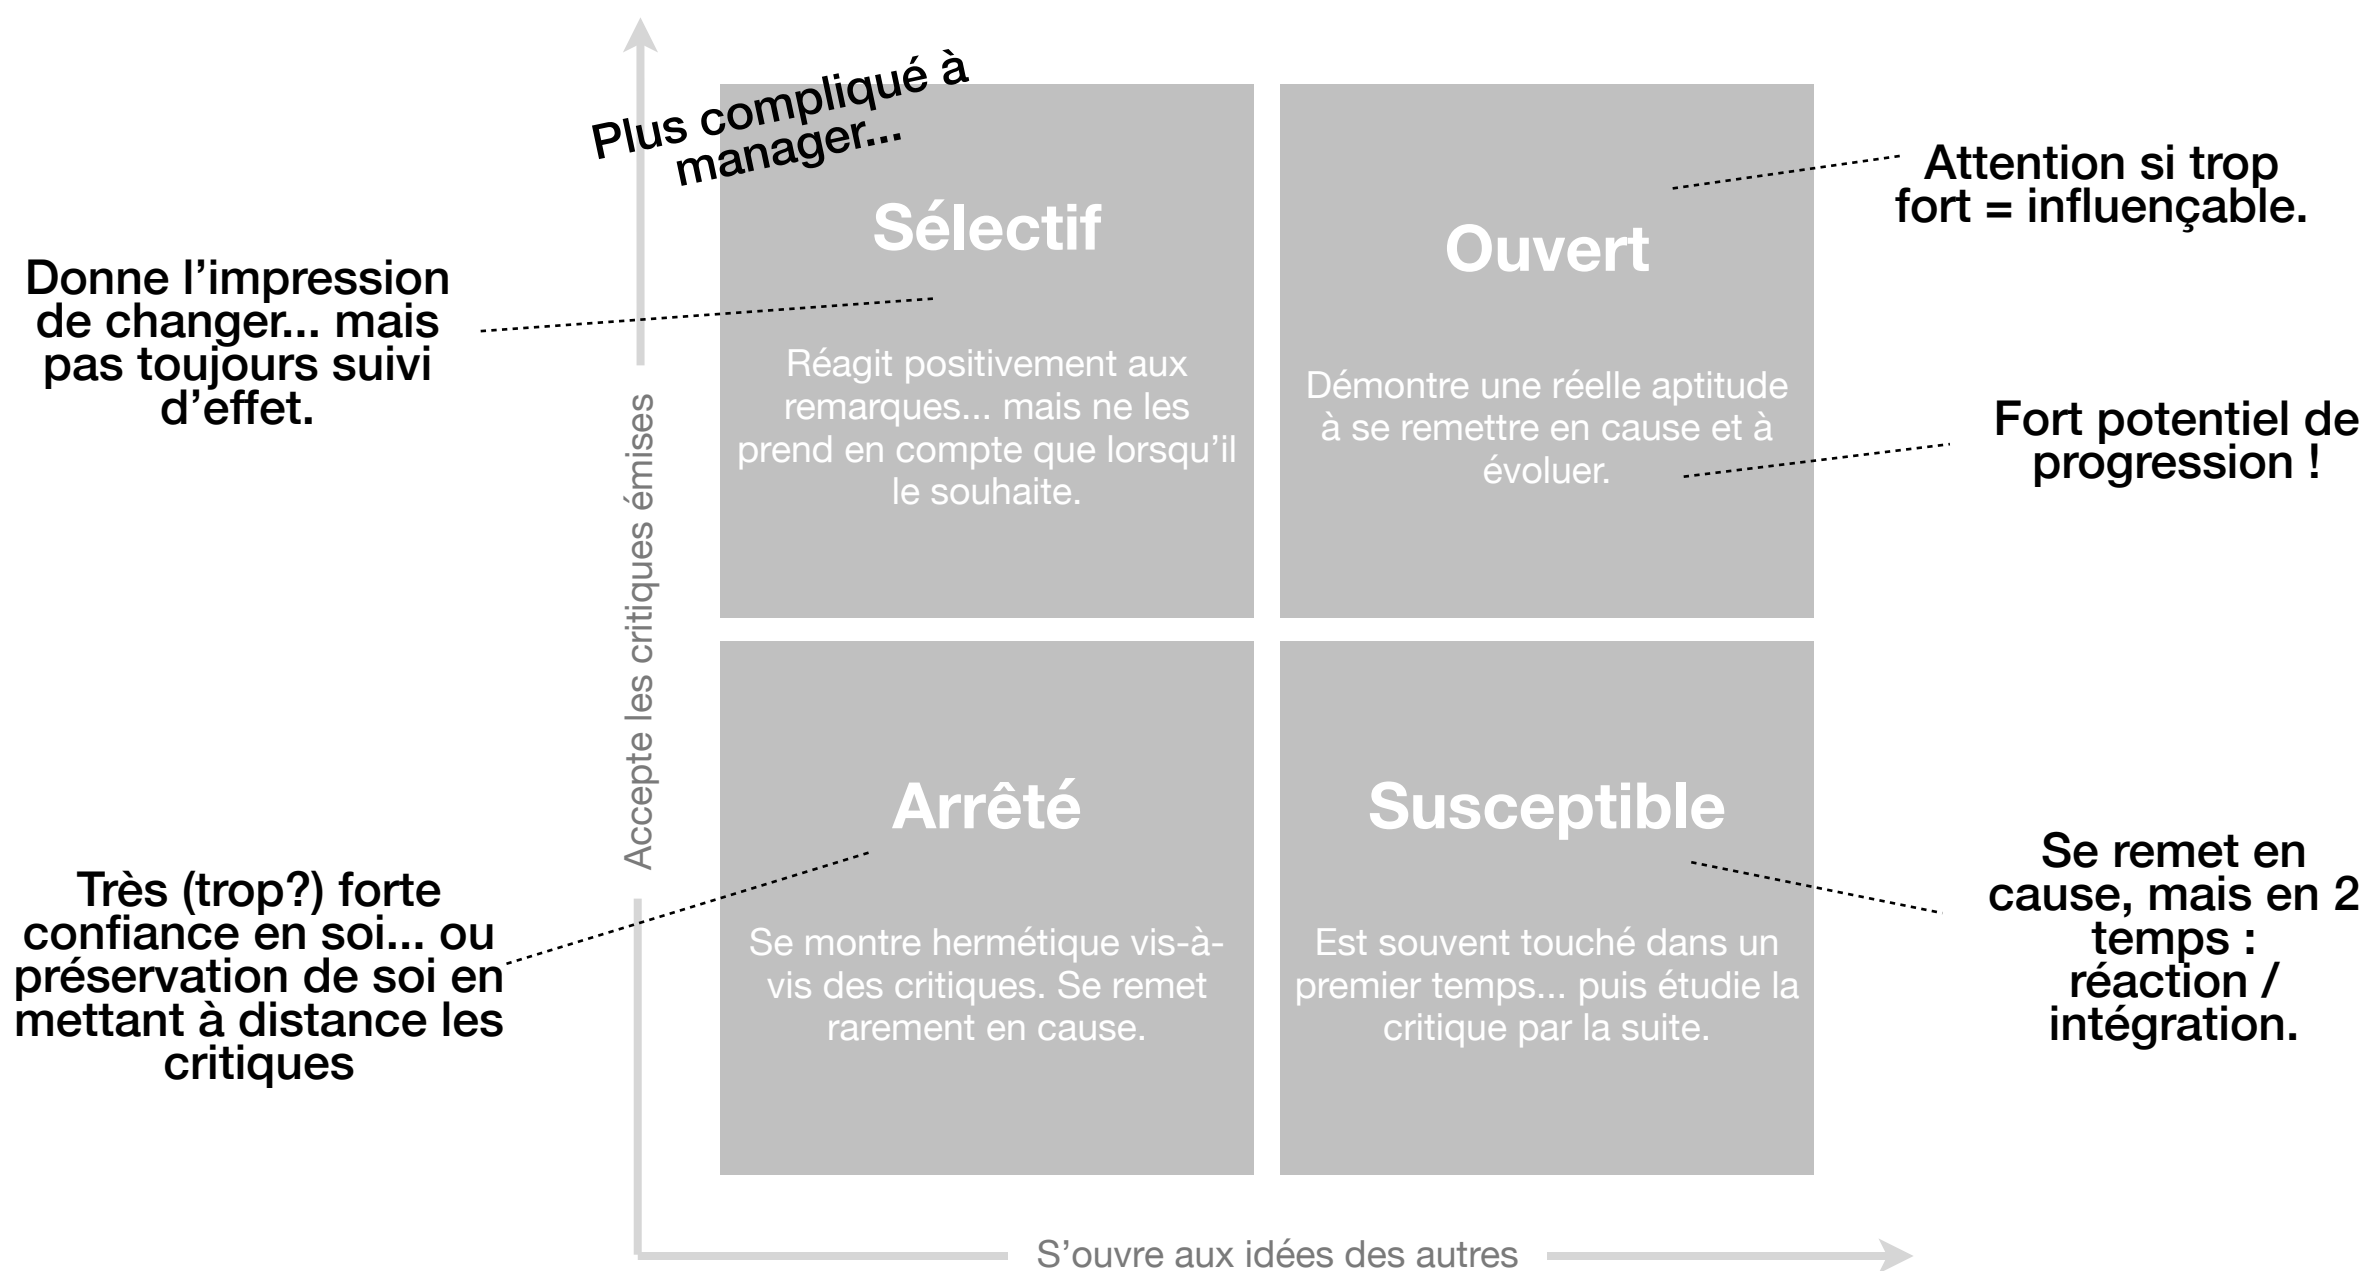 Plus compliqué à
manager...
Sélectif
Réagit positivement aux
remarques... mais ne les
prend en compte que lorsqu’il
le souhaite.
Donne l’impression
de changer... mais
pas toujours suivi
d’effet.
Ouvert
Démontre une réelle aptitude
à se remettre en cause et à
évoluer.
Attention si trop
fort = influençable.
Fort potentiel de
progression !
Accepte les critiques émises
Arrêté
Se montre hermétique vis-à-
vis des critiques. Se remet
rarement en cause.
Très (trop?) forte
confiance en soi... ou
préservation de soi en
mettant à distance les
critiques
Susceptible
Est souvent touché dans un
premier temps... puis étudie la
critique par la suite.
Se remet en
cause, mais en 2
temps :
réaction /
intégration.
S’ouvre aux idées des autres